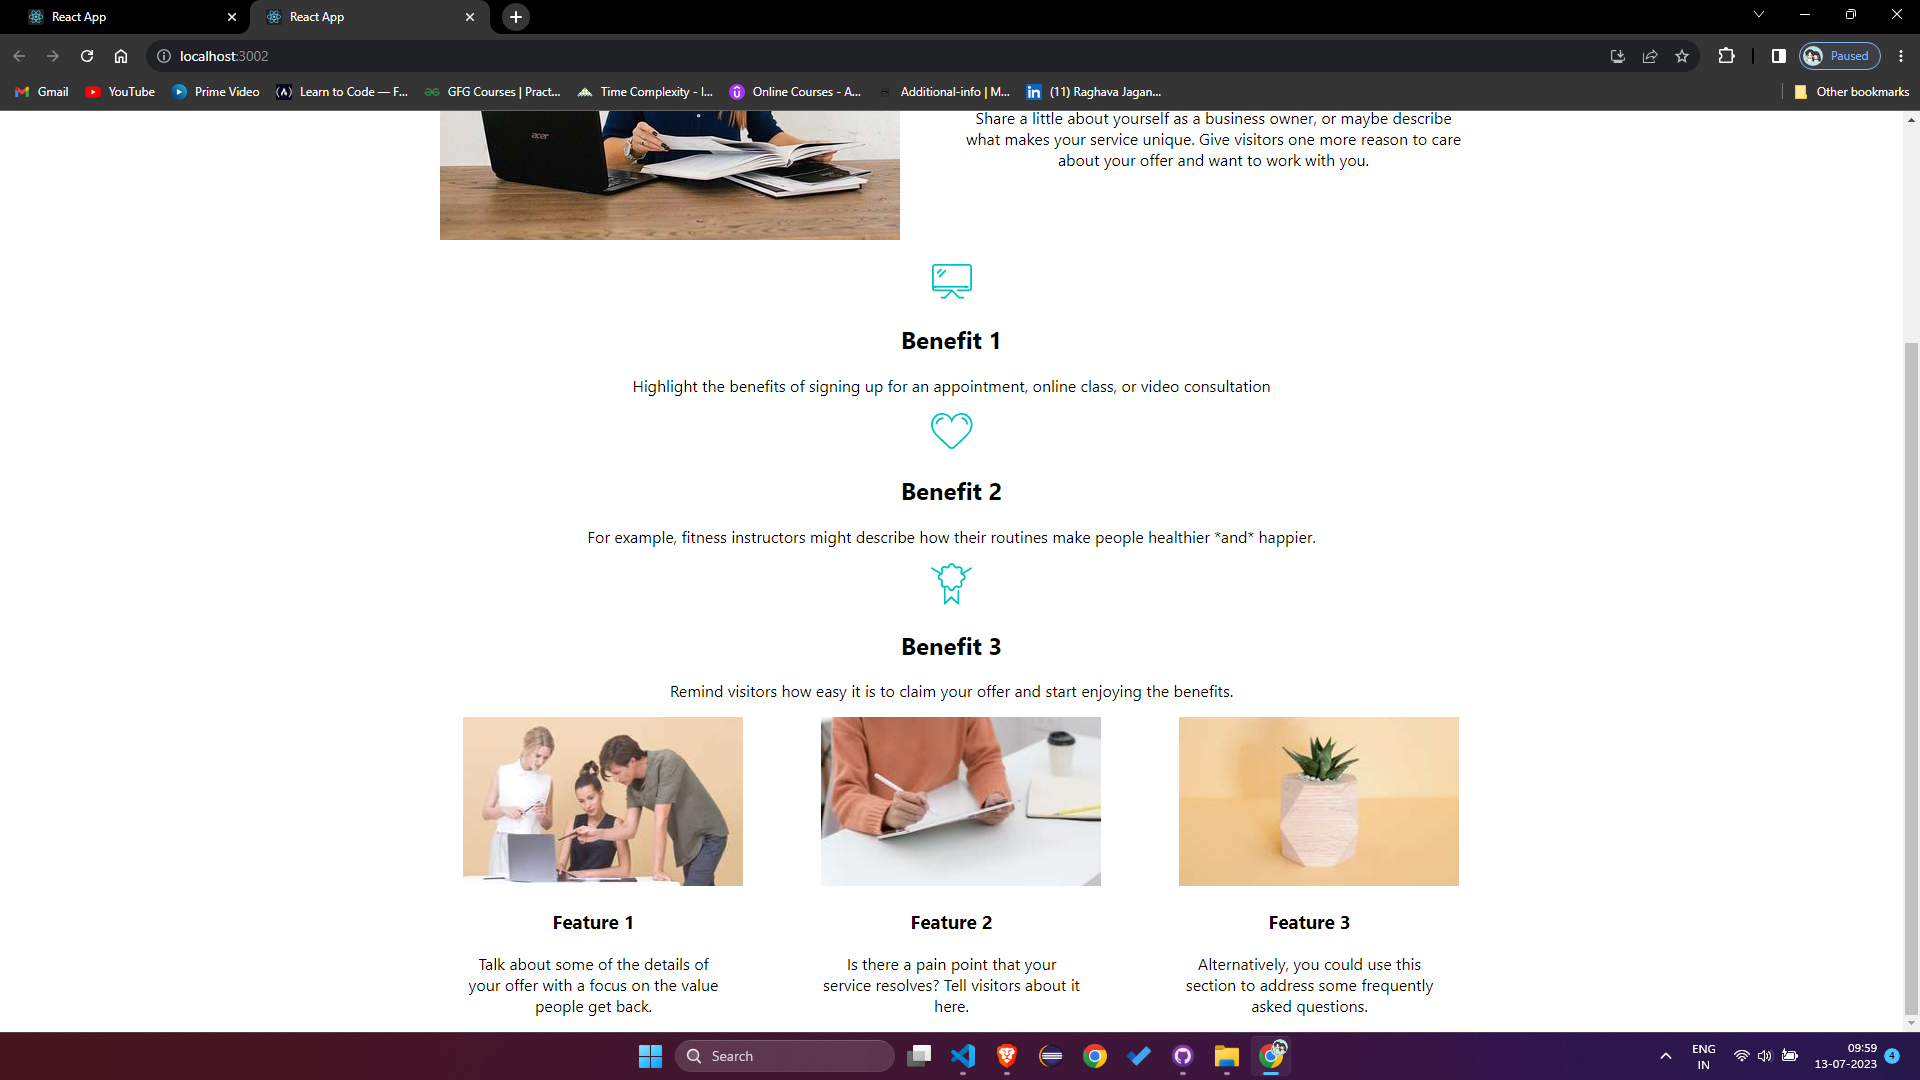 React App
React App
localhost:3002
Paused
Gmail
YouTube
Prime Video
Learn to Code — F...
GFG Courses | Pract...
Time Complexity - I...
Online Courses - A...
Additional-info | M...
(11) Raghava Jagan...
Other bookmarks
acer
Share a little about yourself as a business owner, or maybe describe
what makes your service unique. Give visitors one more reason to care
about your offer and want to work with you.
Benefit 1
Highlight the benefits of signing up for an appointment, online class, or video consultation
Benefit 2
For example, fitness instructors might describe how their routines make people healthier *and* happier.
Benefit 3
Remind visitors how easy it is to claim your offer and start enjoying the benefits.
Feature 1
Talk about some of the details of
your offer with a focus on the value
people get back.
Feature 2
Is there a pain point that your
service resolves? Tell visitors about it
here.
Feature 3
Alternatively, you could use this
section to address some frequently
asked questions.
Search
ENG
IN
09:59
13-07-2023
4